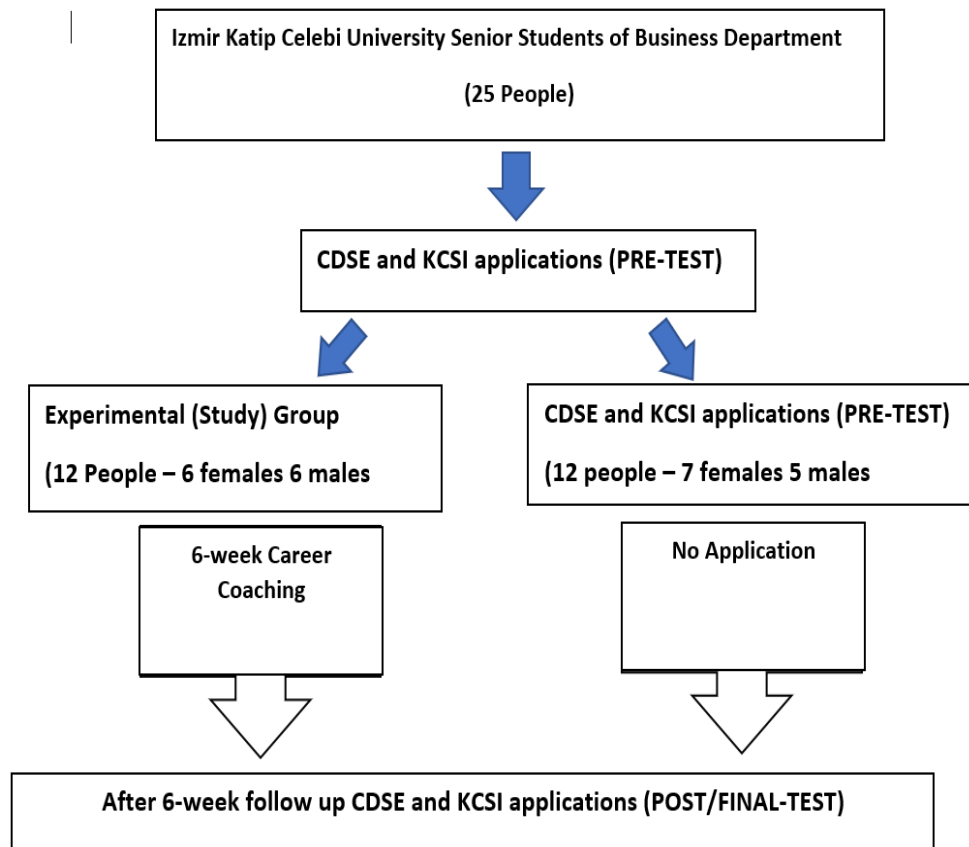 Izmir Katip Celebi University Senior Students of Business Department
(25 People)
CDSE and KCSI applications (PRE-TEST)
Experimental (Study) Group
(12 People – 6 females 6 males
CDSE and KCSI applications (PRE-TEST)
(12 people – 7 females 5 males
6-week Career
Coaching
No Application
After 6-week follow up CDSE and KCSI applications (POST/FINAL-TEST)